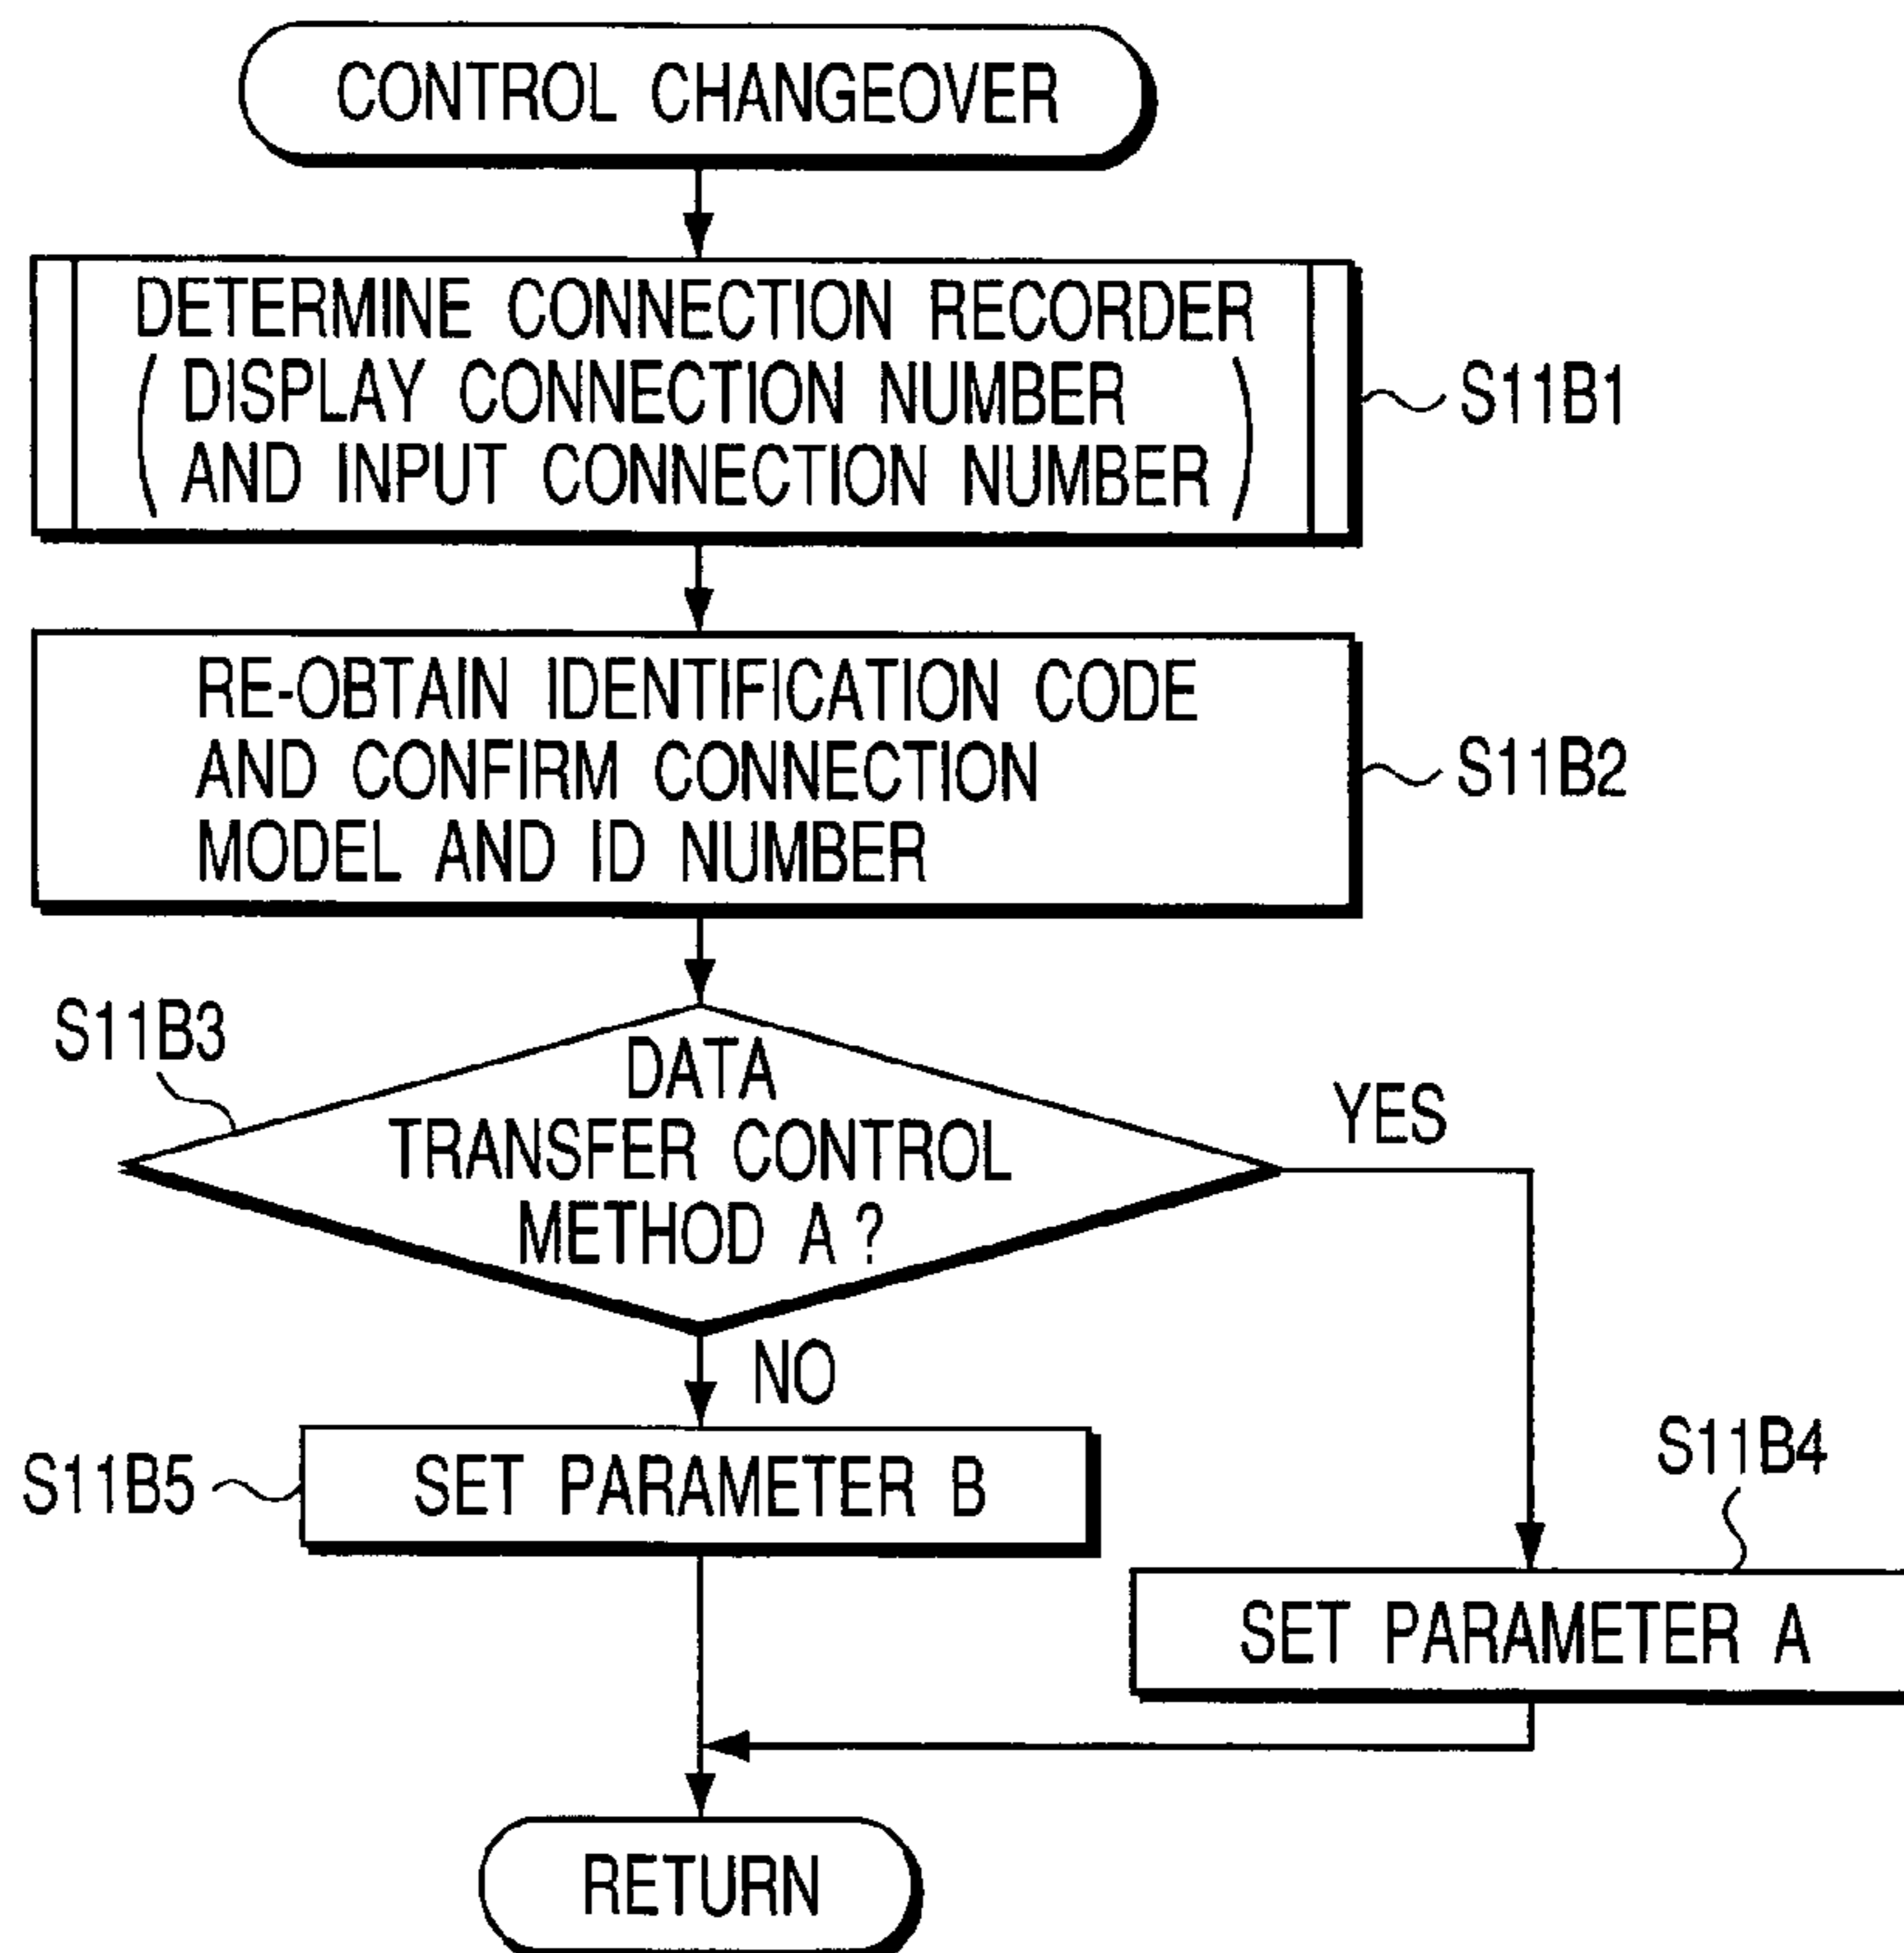 CONTROL CHANGEOVER
DETERMINE CONNECTION RECORDER
( DISPLAY CONNECTION NUMBER
AND INPUT CONNECTION NUMBER )
S11B1
RE-OBTAIN IDENTIFICATION CODE
AND CONFIRM CONNECTION
MODEL AND ID NUMBER
S11B2
S11B3
DATA
TRANSFER CONTROL
METHOD A ?
YES
NO
S11B5
SET PARAMETER B
S11B4
SET PARAMETER A
RETURN